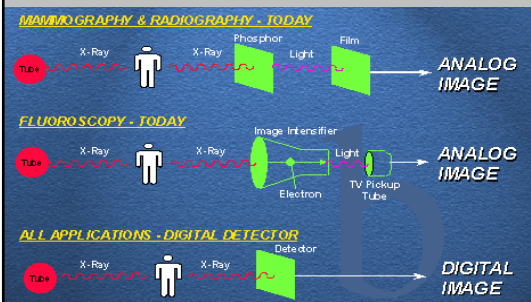 MAMMOGRAPHY & RADIOGRAPHY - TODAY
Phosphor
Film
X-Ray
X-Ray
Light
Tube
ANALOG
IMAGE
FLUOROSCOPY - TODAY
Image Intensifier
X-Ray
X-Ray
Light
Tube
ANALOG
IMAGE
Electron
TV Pickup
Tube
ALL APPLICATIONS - DIGITAL DETECTOR
Detector
X-Ray
X-Ray
Tube
DIGITAL
IMAGE